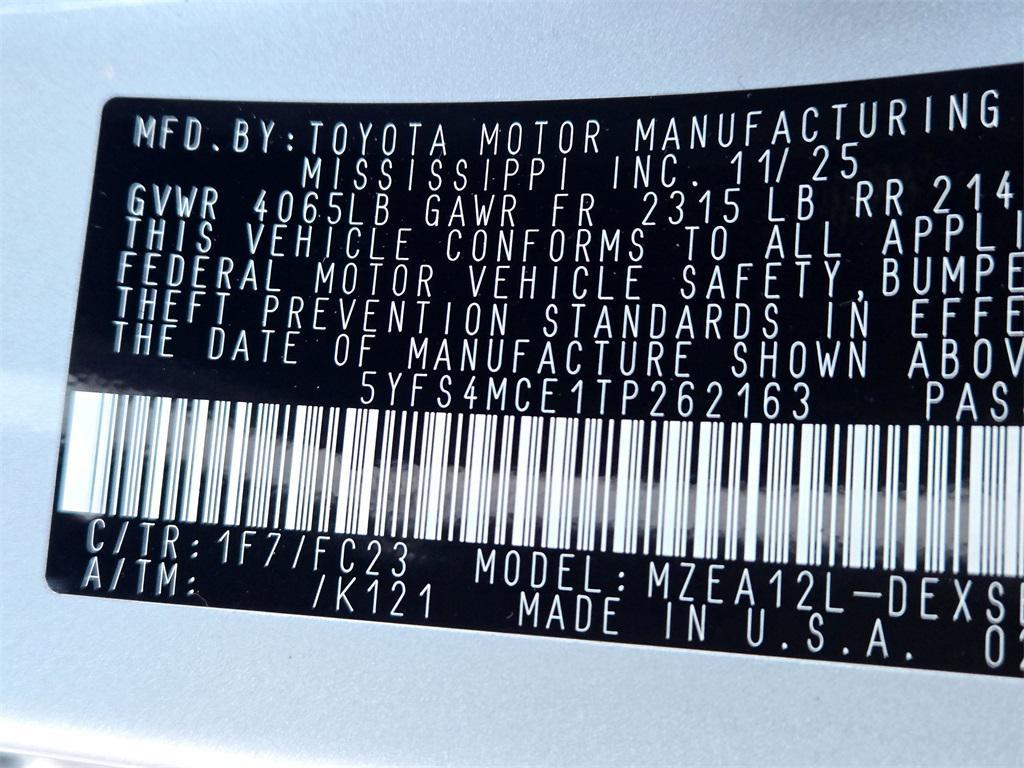 MFD.BY:TOYOTA MOTOR MANUFACTURING
MISSISSIPPI INC. 11/25
GVWR 4065LB GAWR FR 2315LB RR 214
THIS VEHICLE CONFORMS TO ALL APPLI
FEDERAL MOTOR VEHICLE SAFETY,BUMPE
THEFT PREVENTION STANDARDS IN EFFE
THE DATE OF MANUFACTURE SHOWN ABOV
5YFS4MCE1TP262163 PAS
C/TR:1F7/FC23 MODEL:MZEA12L-DEXS
A/TM: /K121 MADE IN U.S.A. 0